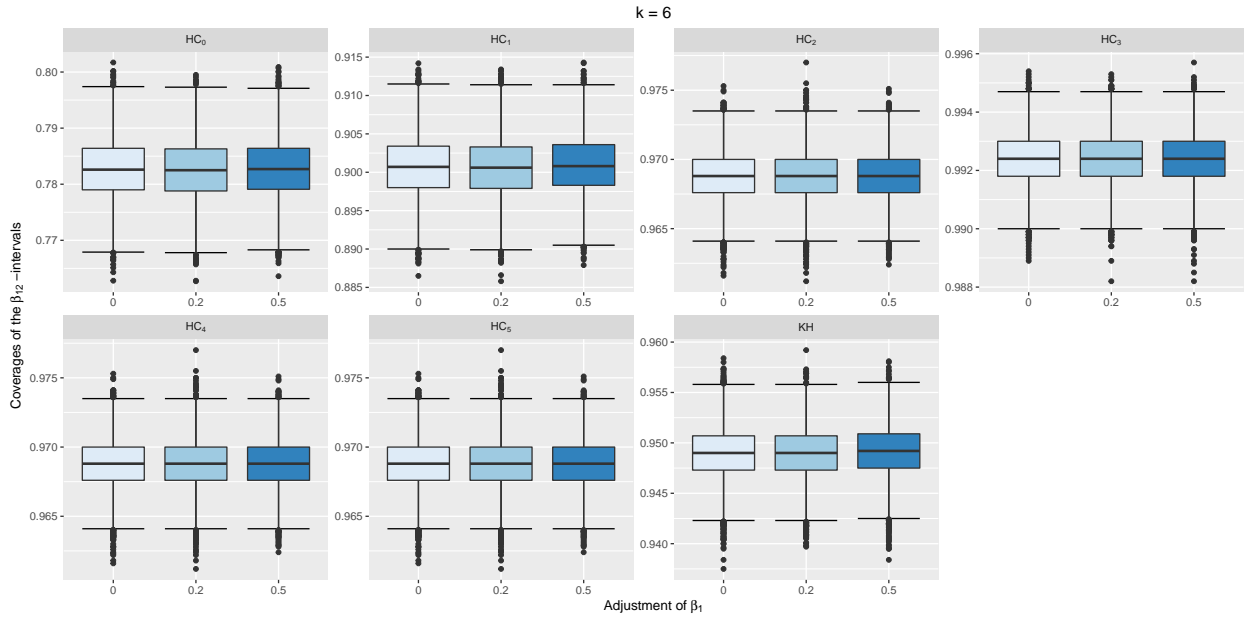 k = 6
HC0 HC1 HC2 HC3
0.80 0.915 0.975 0.996
0.79 0.910 0.970 0.994
0.78 0.905 0.965 0.992
0.77 0.900 0.990
0.895 0.988
0.890
0.885
0 0.2 0.5 0 0.2 0.5 0 0.2 0.5 0 0.2 0.5
HC4 HC5 KH
0.975 0.975 0.960
0.970 0.970 0.955
0.965 0.965 0.950
0.945
0.940
0 0.2 0.5 0 0.2 0.5 0 0.2 0.5
Coverages of the β12−intervals
Adjustment of β1